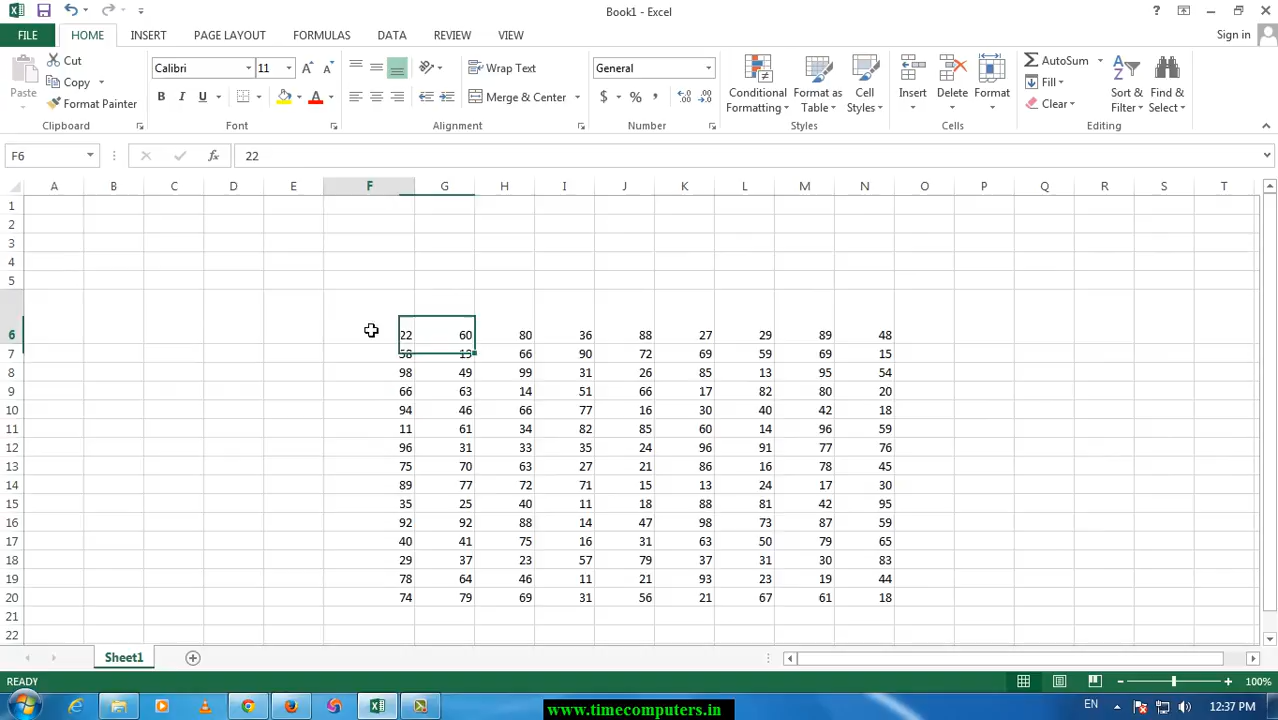 Book1 - Excel
?
FILE HOME INSERT PAGE LAYOUT FORMULAS DATA REVIEW VIEW Sign in
Paste
Cut
Copy
Format Painter
Clipboard
Calibri 11
B I U
Font
Wrap Text
Merge & Center
Alignment
General
$ % ,
Number
Conditional Formatting
Format as Table
Cell Styles
Styles
Insert Delete Format
Cells
AutoSum
Fill
Clear
Sort & Filter
Find & Select
Editing
F6 fx 22
A B C D E F G H I J K L M N O P Q R S T
1
2
3
4
5
6 22 60 80 36 88 27 29 89 48
7 58 13 66 90 72 69 59 69 15
8 98 49 99 31 26 85 13 95 54
9 66 63 14 51 66 17 82 80 20
10 94 46 66 77 16 30 40 42 18
11 11 61 34 82 85 60 14 96 59
12 96 31 33 35 24 96 91 77 76
13 75 70 63 27 21 86 16 78 45
14 89 77 72 71 15 13 24 17 30
15 35 25 40 11 18 88 81 42 95
16 92 92 88 14 47 98 73 87 59
17 40 41 75 16 31 63 50 79 65
18 29 37 23 57 79 37 31 30 83
19 78 64 46 11 21 93 23 19 44
20 74 79 69 31 56 21 67 61 18
21
22
Sheet1
READY 100%
www.timecomputers.in
EN 12:37 PM